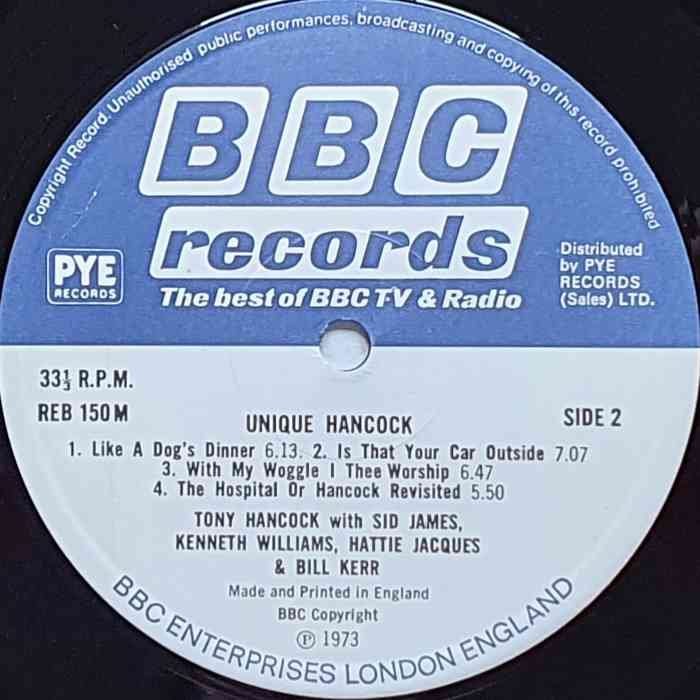 Copyright Record. Unauthorised public performances, broadcasting and copying of this record prohibited
BBC
records
The best of BBC TV & Radio
PYE
RECORDS
Distributed
by PYE
RECORDS
(Sales) LTD.
33⅓ R.P.M.
REB 150 M
SIDE 2
UNIQUE HANCOCK
1. Like A Dog's Dinner 6.13. 2. Is That Your Car Outside 7.07
3. With My Woggle I Thee Worship 6.47
4. The Hospital Or Hancock Revisited 5.50
TONY HANCOCK with SID JAMES,
KENNETH WILLIAMS, HATTIE JACQUES
& BILL KERR
Made and Printed in England
BBC Copyright
℗ 1973
BBC ENTERPRISES LONDON ENGLAND